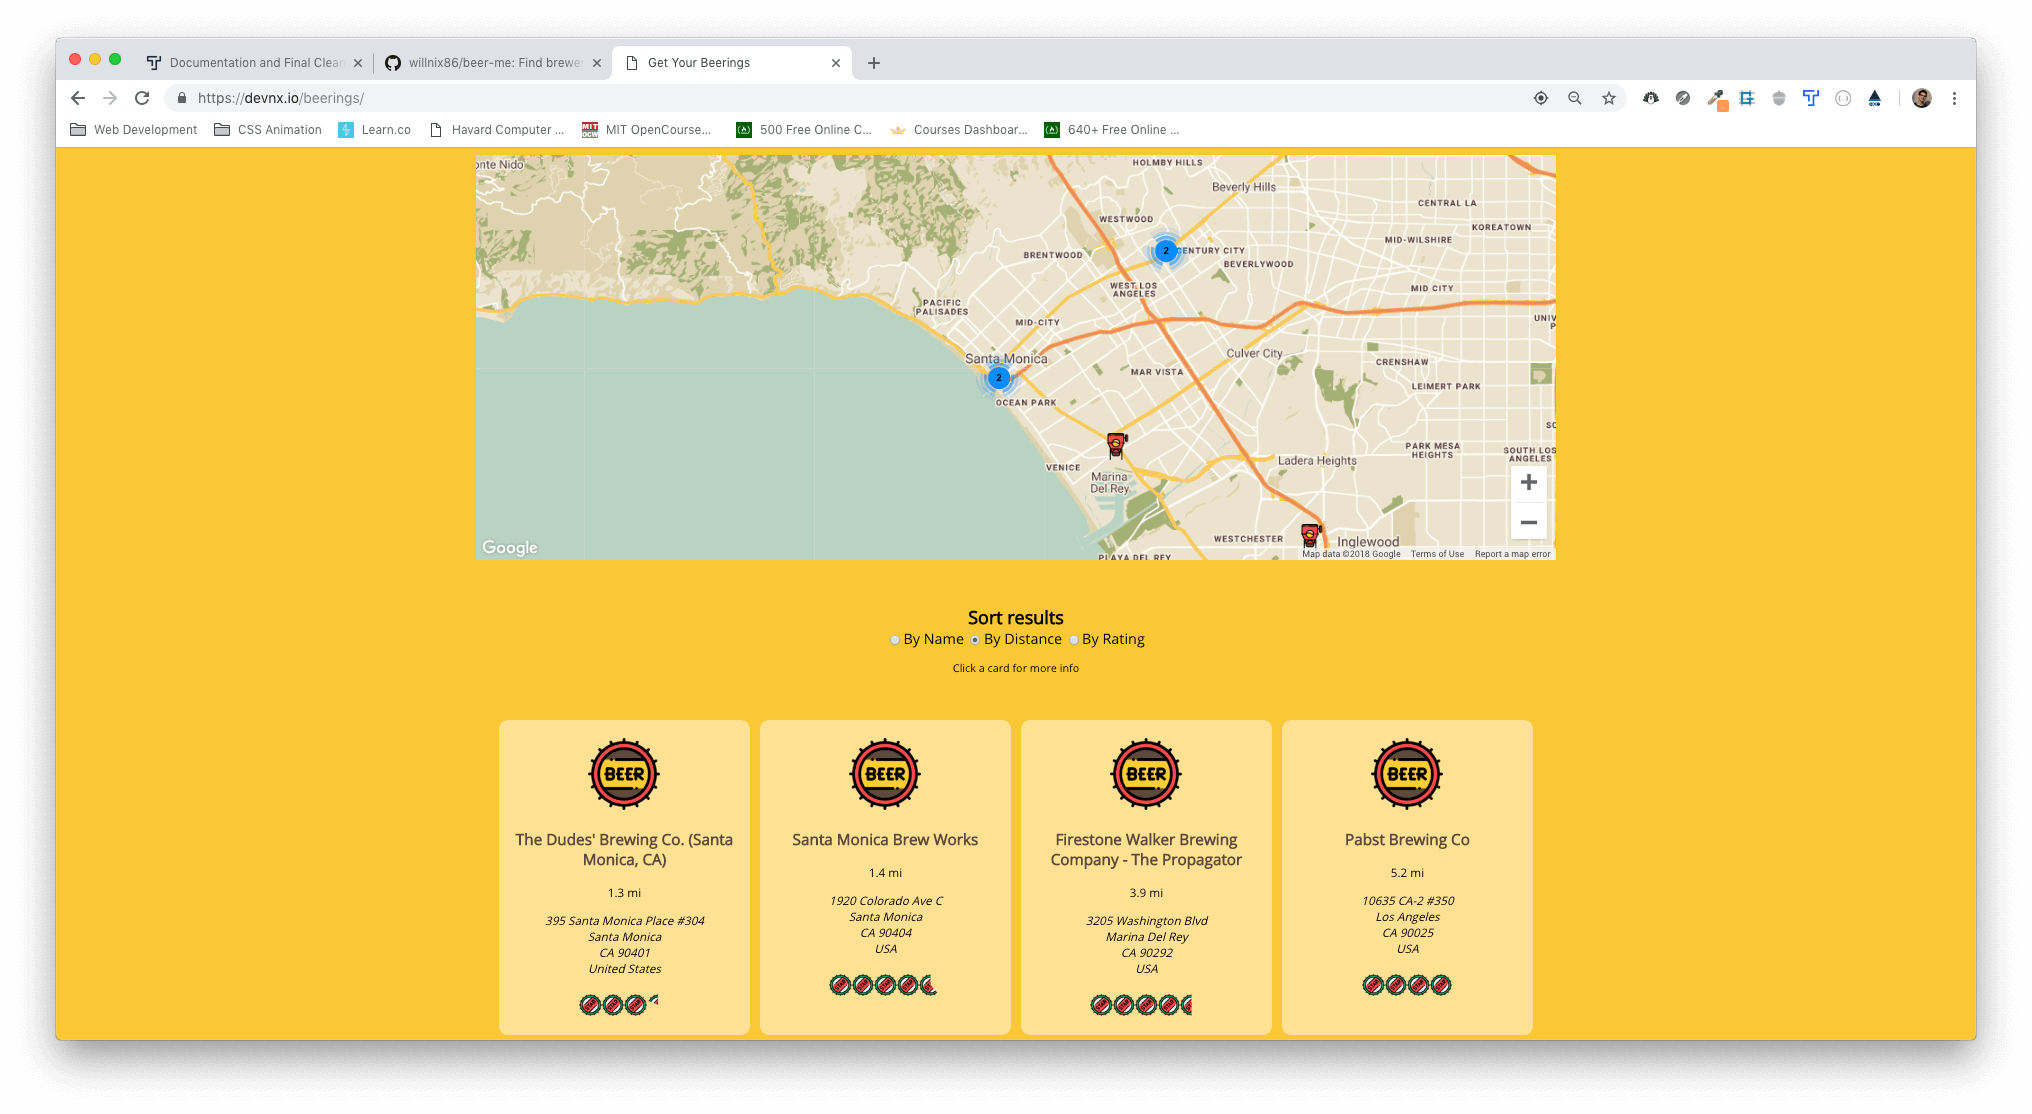 Documentation and Final Clean
willnix86/beer-me: Find brewe
Get Your Beerings
https://devnx.io/beerings/
Web Development
CSS Animation
Learn.co
Havard Computer ...
MIT OpenCourse...
500 Free Online C...
Courses Dashboar...
640+ Free Online ...
onte Nido
HOLMBY HILLS
Beverly Hills
CENTRAL LA
WESTWOOD
KOREATOWN
MID-WILSHIRE
2
CENTURY CITY
BRENTWOOD
BEVERLYWOOD
WEST LOS
ANGELES
MID CITY
PACIFIC
PALISADES
MID-CITY
UNIV
P
Santa Monica
Culver City
CRENSHAW
MAR VISTA
2
LEIMERT PARK
OCEAN PARK
SO
PARK MESA
HEIGHTS
SOUTH LOS
ANGELES
VENICE
Ladera Heights
Marina
Del Rey
WESTCHESTER
Inglewood
Google
PLAYA DEL REY
Map data ©2018 Google
Terms of Use
Report a map error
Sort results
By Name By Distance By Rating
Click a card for more info
BEER
The Dudes' Brewing Co. (Santa
Monica, CA)
1.3 mi
395 Santa Monica Place #304
Santa Monica
CA 90401
United States
BEER
Santa Monica Brew Works
1.4 mi
1920 Colorado Ave C
Santa Monica
CA 90404
USA
BEER
Firestone Walker Brewing
Company - The Propagator
3.9 mi
3205 Washington Blvd
Marina Del Rey
CA 90292
USA
BEER
Pabst Brewing Co
5.2 mi
10635 CA-2 #350
Los Angeles
CA 90025
USA